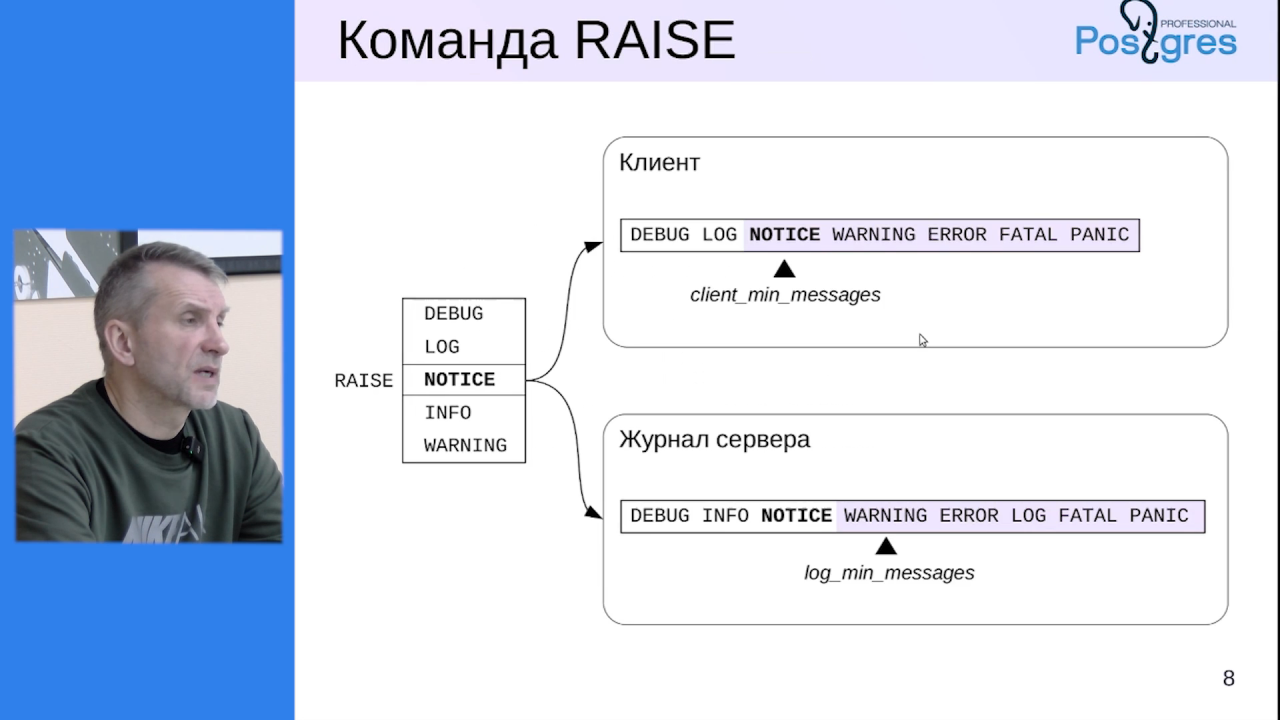 Команда RAISE
PROFESSIONAL
Postgres
Клиент
DEBUG LOG NOTICE WARNING ERROR FATAL PANIC
client_min_messages
RAISE
DEBUG
LOG
NOTICE
INFO
WARNING
Журнал сервера
DEBUG INFO NOTICE WARNING ERROR LOG FATAL PANIC
log_min_messages
8